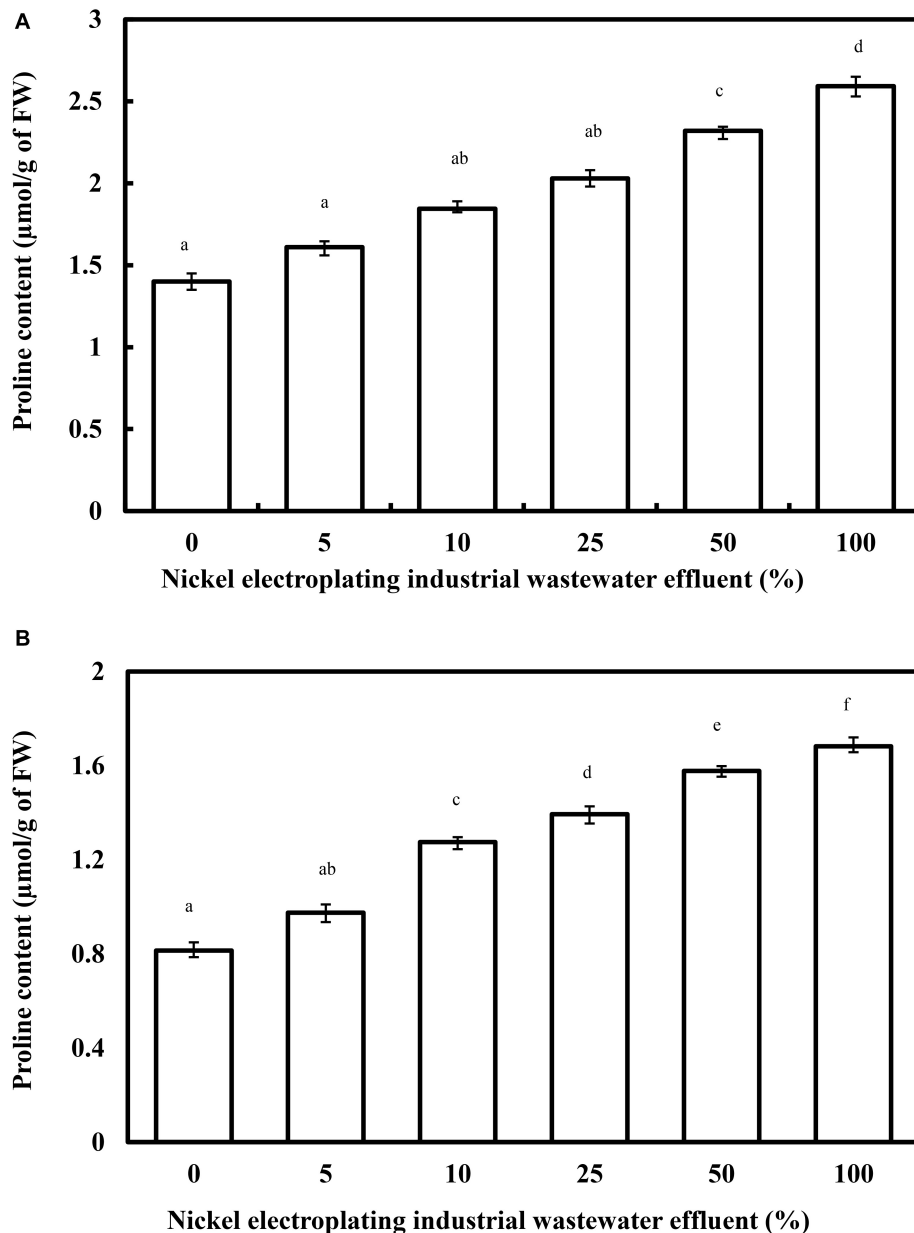 A
3
d
c
2.5
ab
ab
2
a
a
1.5
1
0.5
0
Proline content (µmol/g of FW)
0 5 10 25 50 100
Nickel electroplating industrial wastewater effluent (%)
B
2
f
e
1.6
d
c
1.2
ab
a
0.8
0.4
0
Proline content (µmol/g of FW)
0 5 10 25 50 100
Nickel electroplating industrial wastewater effluent (%)